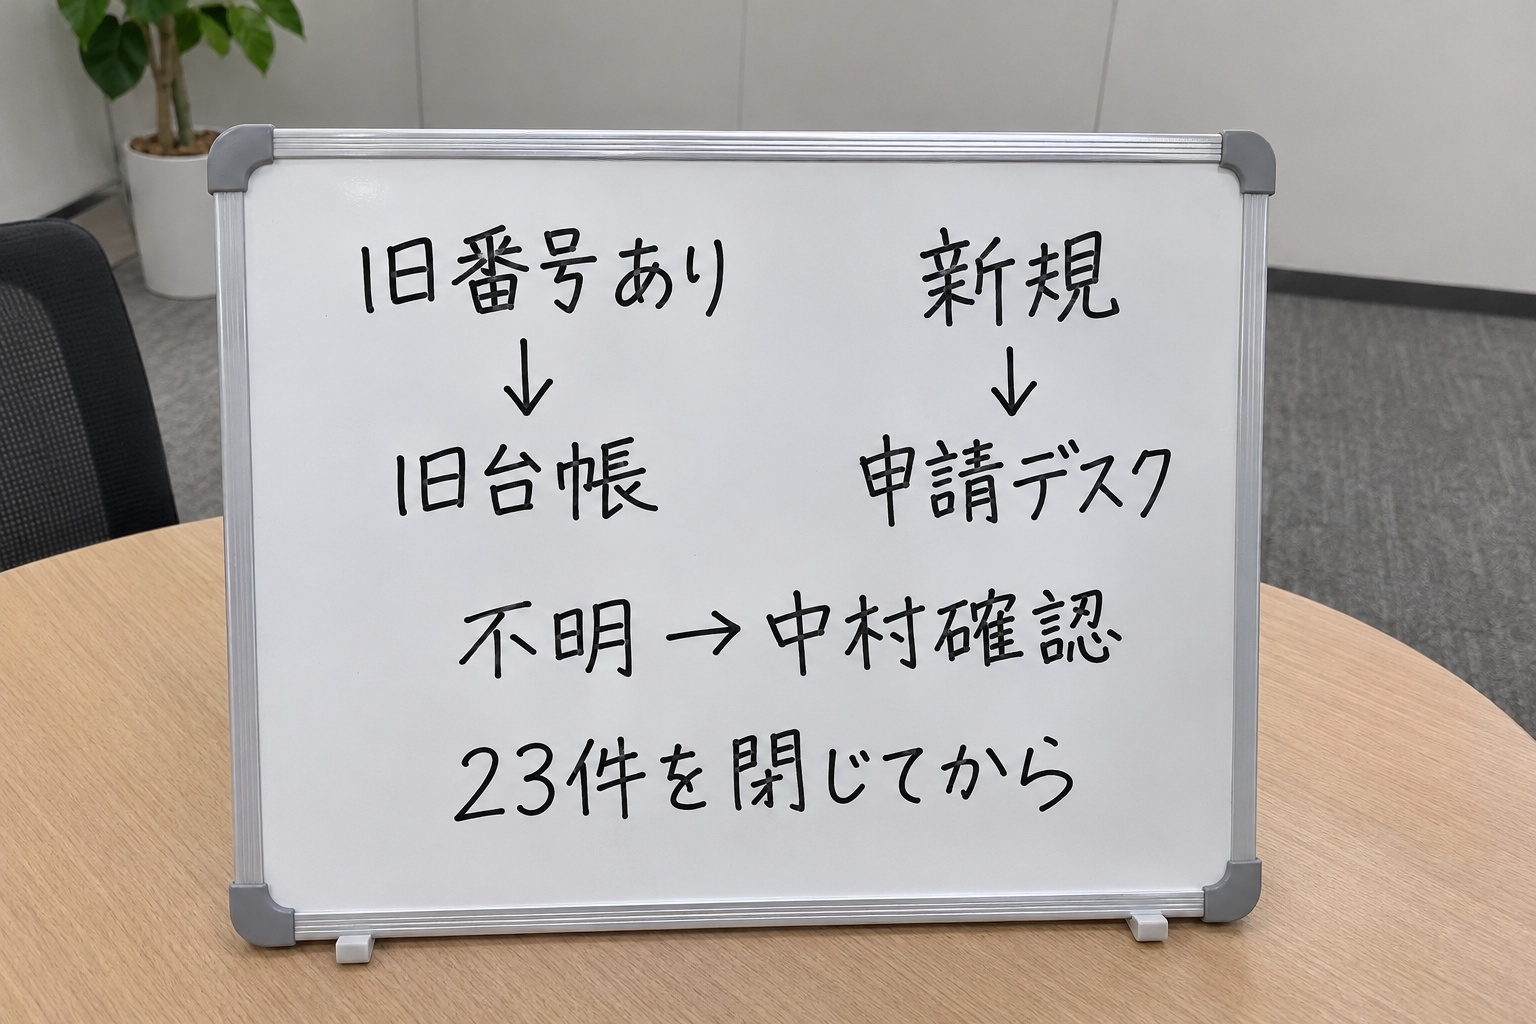 旧番号あり 新規
↓ ↓
旧台帳 申請デスク
不明→中村確認
23件を閉じてから